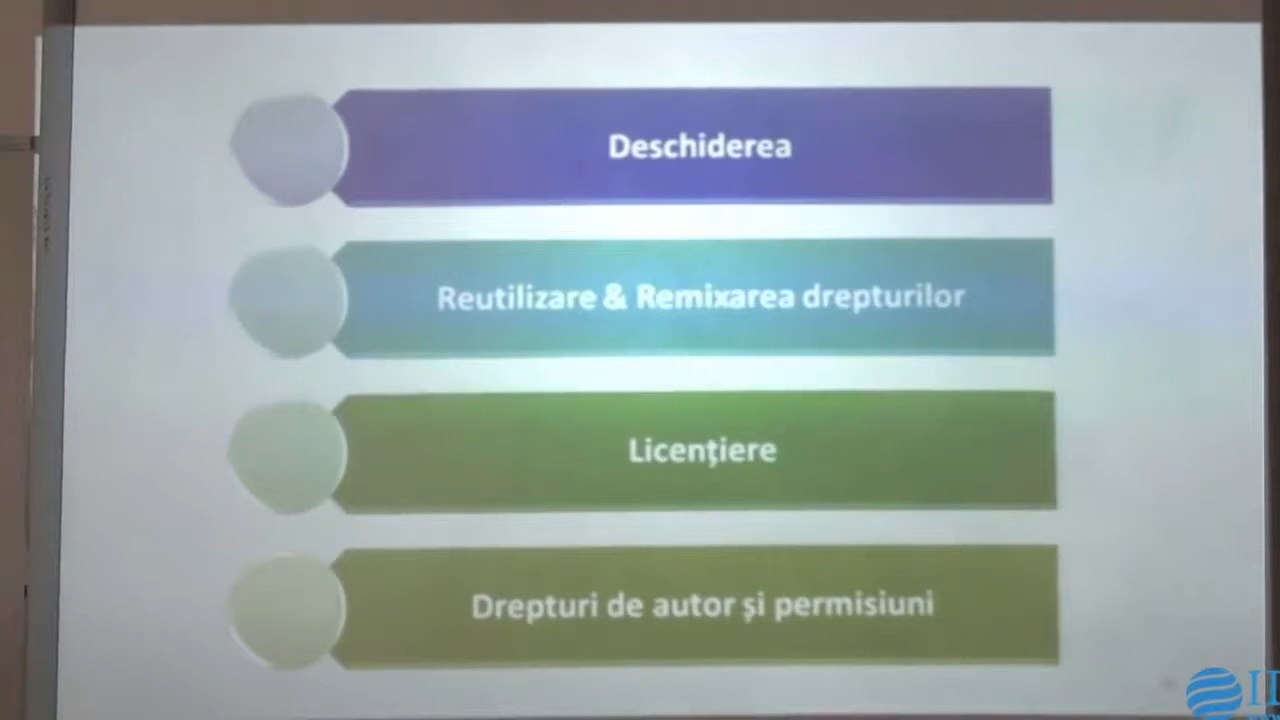 Deschiderea
Reutilizare & Remixarea drepturilor
Licențiere
Drepturi de autor și permisiuni